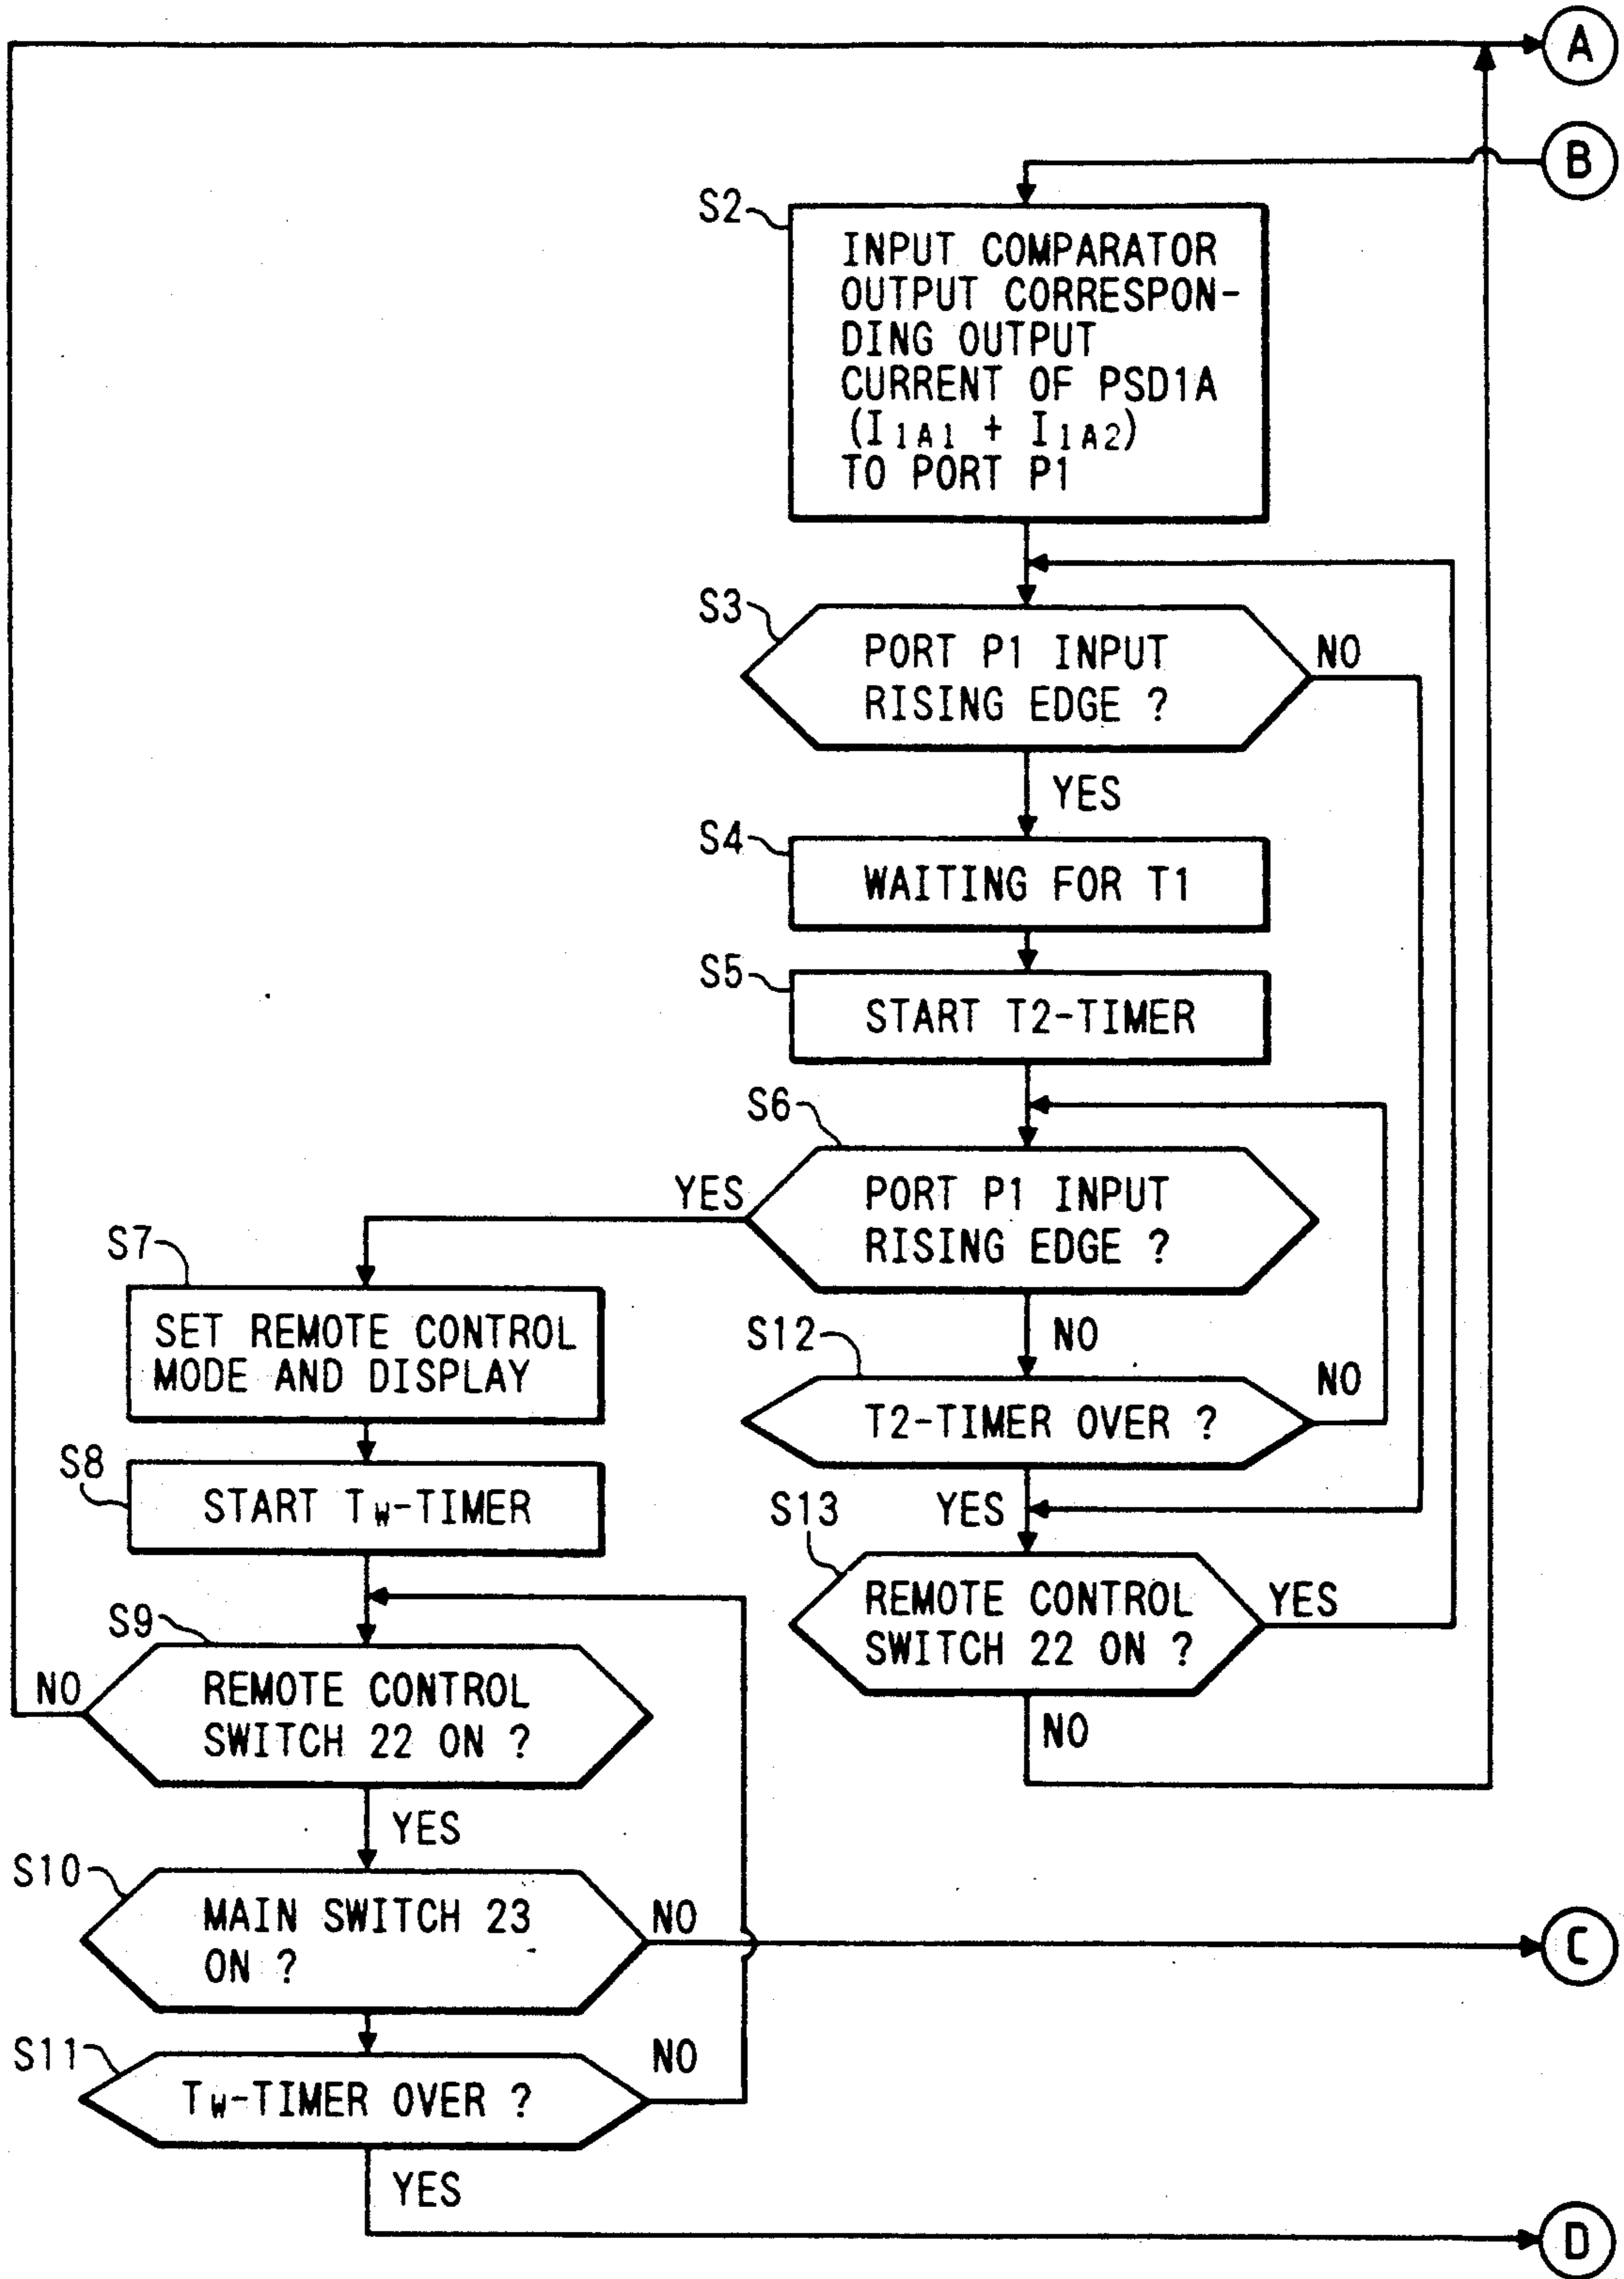 A
B
S2
INPUT COMPARATOR
OUTPUT CORRESPON-
DING OUTPUT
CURRENT OF PSD1A
(I1A1 + I1A2)
TO PORT P1
S3
PORT P1 INPUT
RISING EDGE ?
NO
YES
S4
WAITING FOR T1
S5
START T2-TIMER
S6
PORT P1 INPUT
RISING EDGE ?
YES
NO
S7
SET REMOTE CONTROL
MODE AND DISPLAY
S12
T2-TIMER OVER ?
NO
YES
S8
START TW-TIMER
S13
REMOTE CONTROL
SWITCH 22 ON ?
YES
NO
S9
REMOTE CONTROL
SWITCH 22 ON ?
NO
YES
S10
MAIN SWITCH 23
ON ?
NO
C
S11
TW-TIMER OVER ?
NO
YES
D